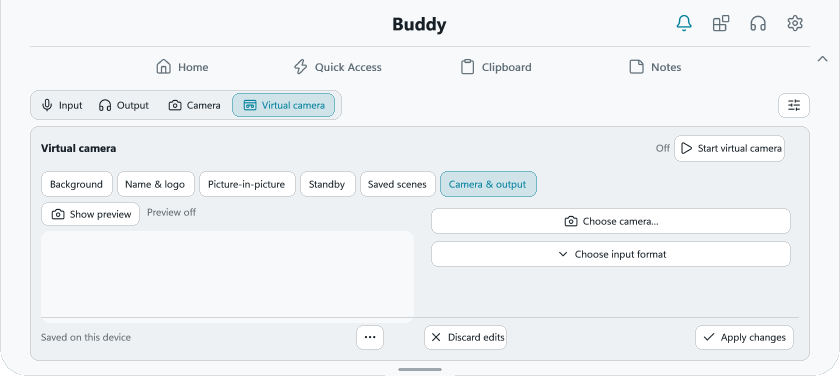 Buddy
Home Quick Access Clipboard Notes
Input Output Camera Virtual camera
Virtual camera Off Start virtual camera
Background Name & logo Picture-in-picture Standby Saved scenes Camera & output
Show preview Preview off
Choose camera...
Choose input format
Saved on this device ... Discard edits Apply changes